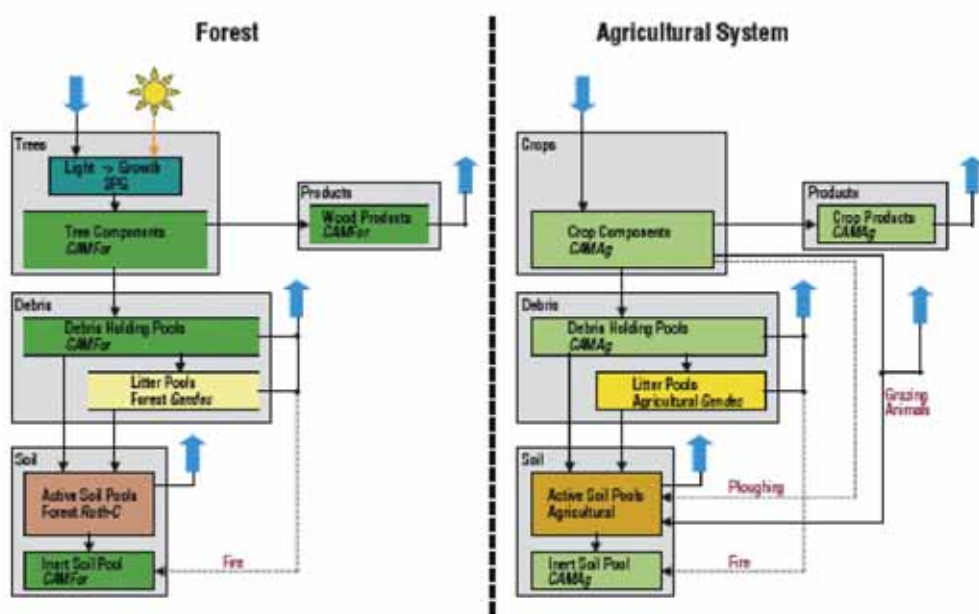 Forest
Trees
Light -> Growth
3PG
Tree Components
CAMFor
Products
Wood Products
CAMFor
Debris
Debris Holding Pools
CAMFor
Litter Pools
Forest Gendec
Soil
Active Soil Pools
Forest Roth-C
Inert Soil Pool
CAMFor
Fire
Agricultural System
Crops
Crop Components
CAMAg
Products
Crop Products
CAMAg
Debris
Debris Holding Pools
CAMAg
Litter Pools
Agricultural Gendec
Grazing
Animals
Soil
Ploughing
Active Soil Pools
Agricultural
Inert Soil Pool
CAMAg
Fire